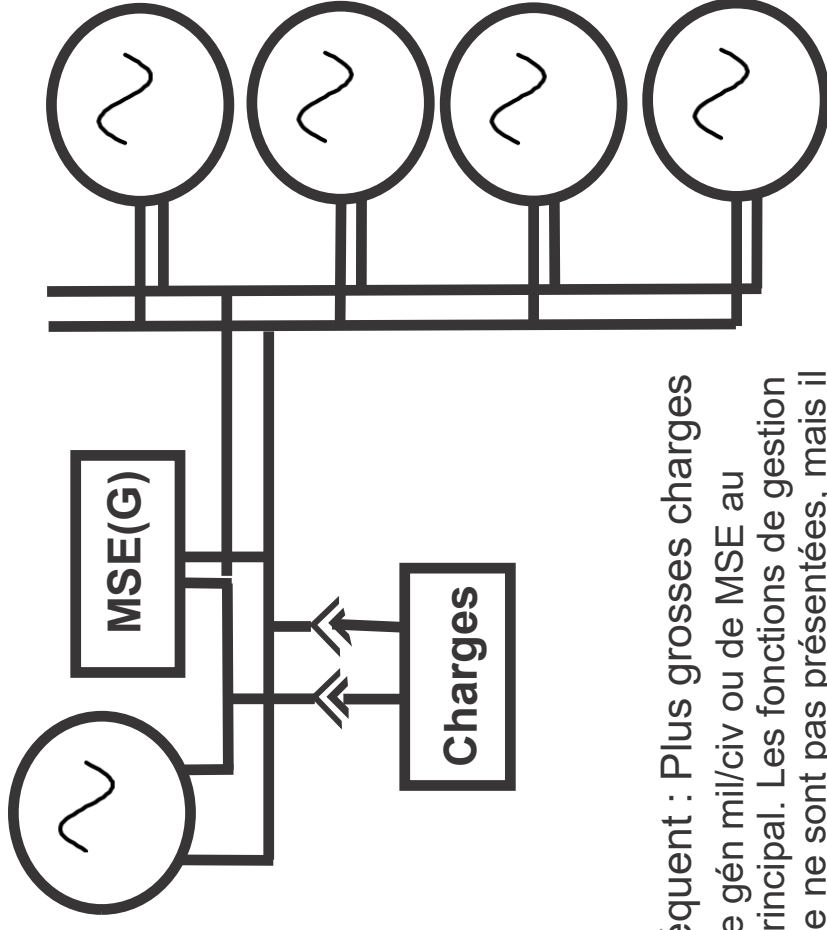 MSE(G)
Charges
: Plus grosses charges
gén mil/civ ou de MSE au
Les fonctions de gestion
ne sont pas présentées, mais il